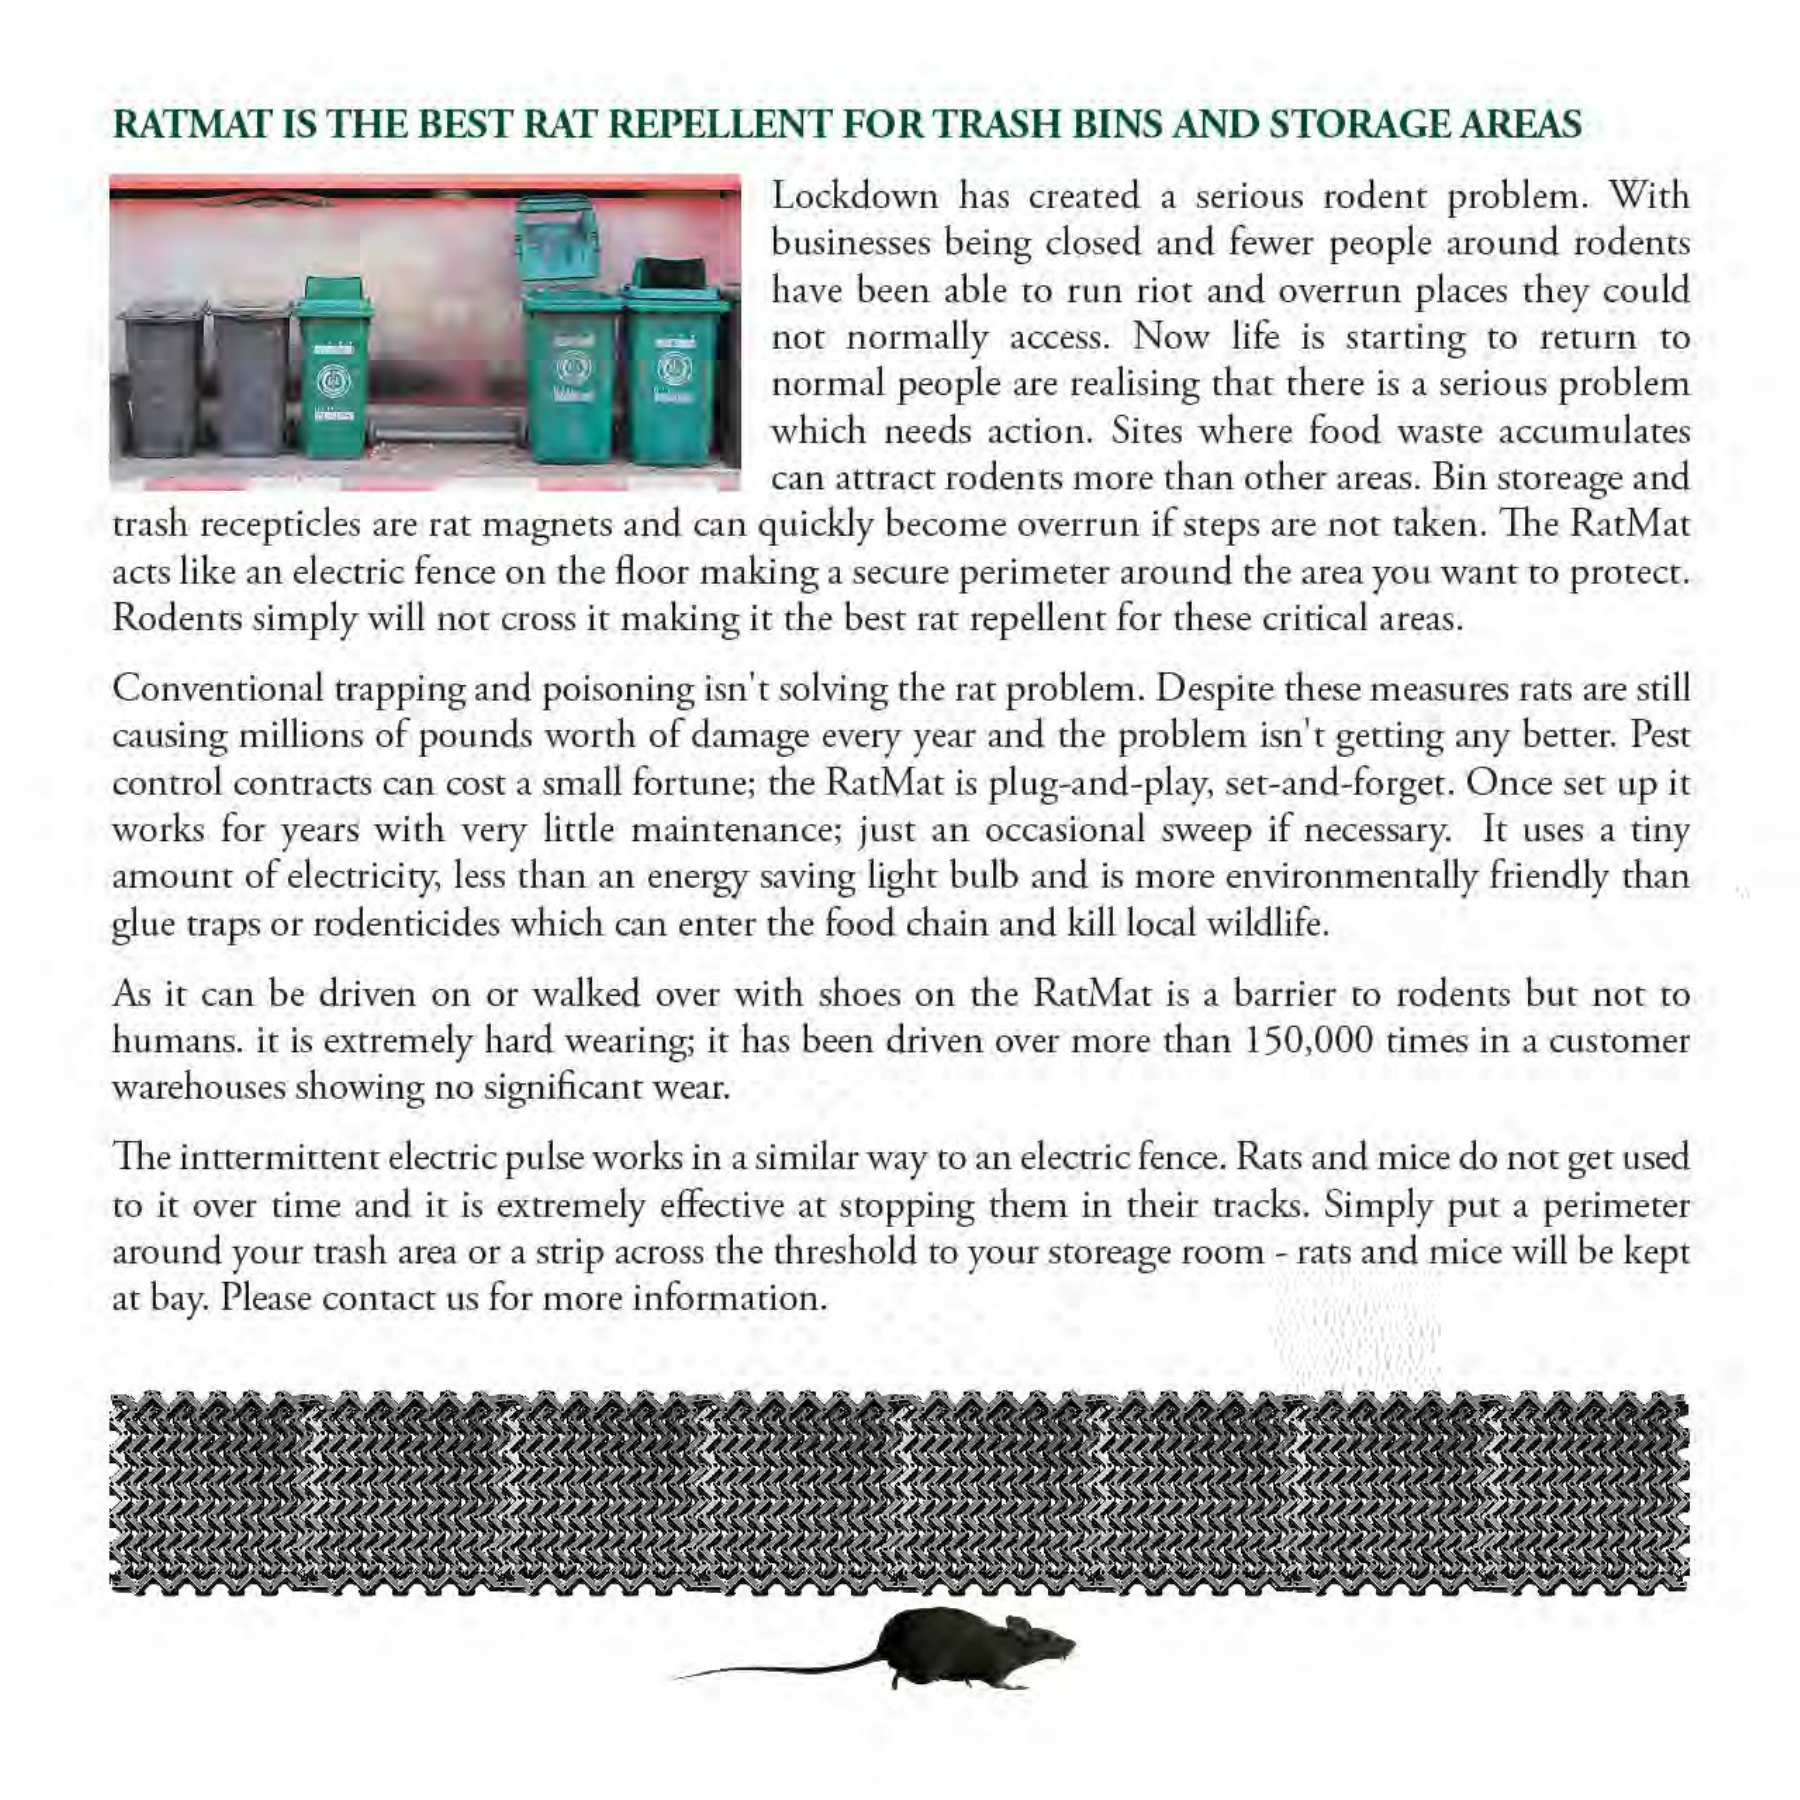 RATMAT IS THE BEST RAT REPELLENT FOR TRASH BINS AND STORAGE AREAS
Lockdown has created a serious rodent problem. With
businesses being closed and fewer people around rodents
have been able to run riot and overrun places they could
not normally access. Now life is starting to return to
normal people are realising that there is a serious problem
which needs action. Sites where food waste accumulates
can attract rodents more than other areas. Bin storeage and
trash recepticles are rat magnets and can quickly become overrun if steps are not taken. The RatMat
acts like an electric fence on the floor making a secure perimeter around the area you want to protect.
Rodents simply will not cross it making it the best rat repellent for these critical areas.
Conventional trapping and poisoning isn't solving the rat problem. Despite these measures rats are still
causing millions of pounds worth of damage every year and the problem isn't getting any better. Pest
control contracts can cost a small fortune; the RatMat is plug-and-play, set-and-forget. Once set up it
works for years with very little maintenance; just an occasional sweep if necessary. It uses a tiny
amount of electricity, less than an energy saving light bulb and is more environmentally friendly than
glue traps or rodenticides which can enter the food chain and kill local wildlife.
As it can be driven on or walked over with shoes on the RatMat is a barrier to rodents but not to
humans. it is extremely hard wearing; it has been driven over more than 150,000 times in a customer
warehouses showing no significant wear.
The inttermittent electric pulse works in a similar way to an electric fence. Rats and mice do not get used
to it over time and it is extremely effective at stopping them in their tracks. Simply put a perimeter
around your trash area or a strip across the threshold to your storeage room - rats and mice will be kept
at bay. Please contact us for more information.